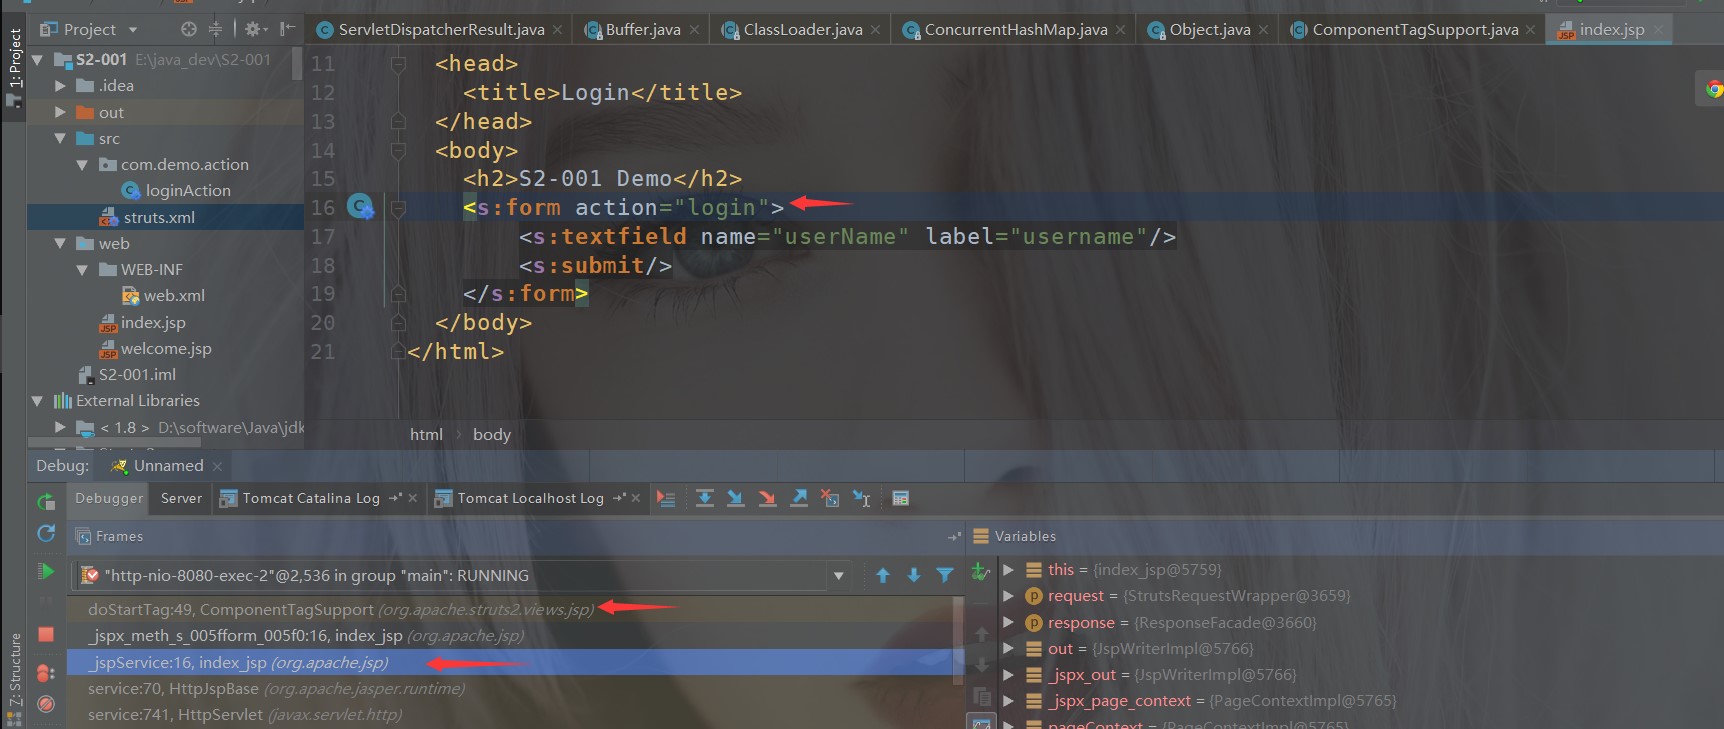 Project
ServletDispatcherResult.java
Buffer.java
ClassLoader.java
ConcurrentHashMap.java
Object.java
ComponentTagSupport.java
index.jsp
1: Project
S2-001 E:\java_dev\S2-001
.idea
out
src
com.demo.action
loginAction
struts.xml
web
WEB-INF
web.xml
index.jsp
welcome.jsp
S2-001.iml
External Libraries
< 1.8 > D:\software\Java\jdk
11 <head>
12 <title>Login</title>
13 </head>
14 <body>
15 <h2>S2-001 Demo</h2>
16 <s:form action="login">
17 <s:textfield name="userName" label="username"/>
18 <s:submit/>
19 </s:form>
20 </body>
21 </html>
html
body
Debug: Unnamed
Debugger
Server
Tomcat Catalina Log
Tomcat Localhost Log
Frames
"http-nio-8080-exec-2"@2,536 in group "main": RUNNING
doStartTag:49, ComponentTagSupport (org.apache.struts2.views.jsp)
_jspx_meth_s_005fform_005f0:16, index_jsp (org.apache.jsp)
_jspService:16, index_jsp (org.apache.jsp)
service:70, HttpJspBase (org.apache.jasper.runtime)
service:741, HttpServlet (javax.servlet.http)
Variables
this = {index_jsp@5759}
request = {StrutsRequestWrapper@3659}
response = {ResponseFacade@3660}
out = {JspWriterImpl@5766}
_jspx_out = {JspWriterImpl@5766}
_jspx_page_context = {PageContextImpl@5765}
pageContext = {PageContextImpl@5765}
Z: Structure